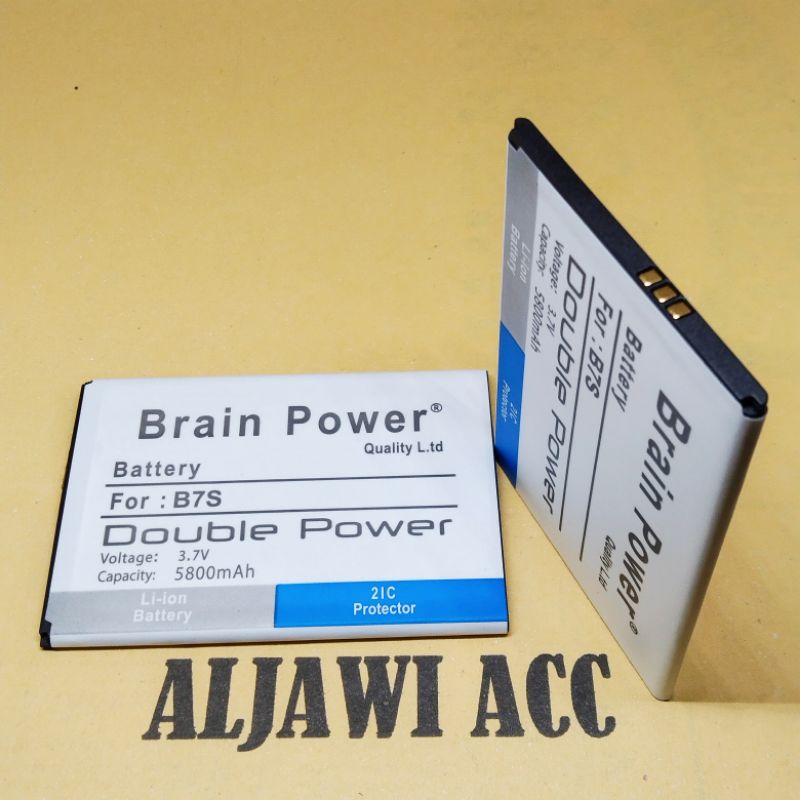 Brain Power®
Quality L.td
Battery
For : B7S
Double Power
Voltage: 3.7V
Capacity: 5800mAh
Li-ion
Battery
2IC
Protector
Brain Power®
Quality L.td
Battery
For : B7S
Double Power
Voltage: 3.7V
Capacity: 5800mAh
Li-ion
Battery
2IC
Protector
ALJAWI ACC